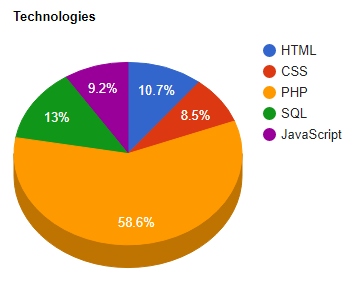 Technologies
HTML
CSS
PHP
SQL
JavaScript
10.7%
8.5%
58.6%
13%
9.2%